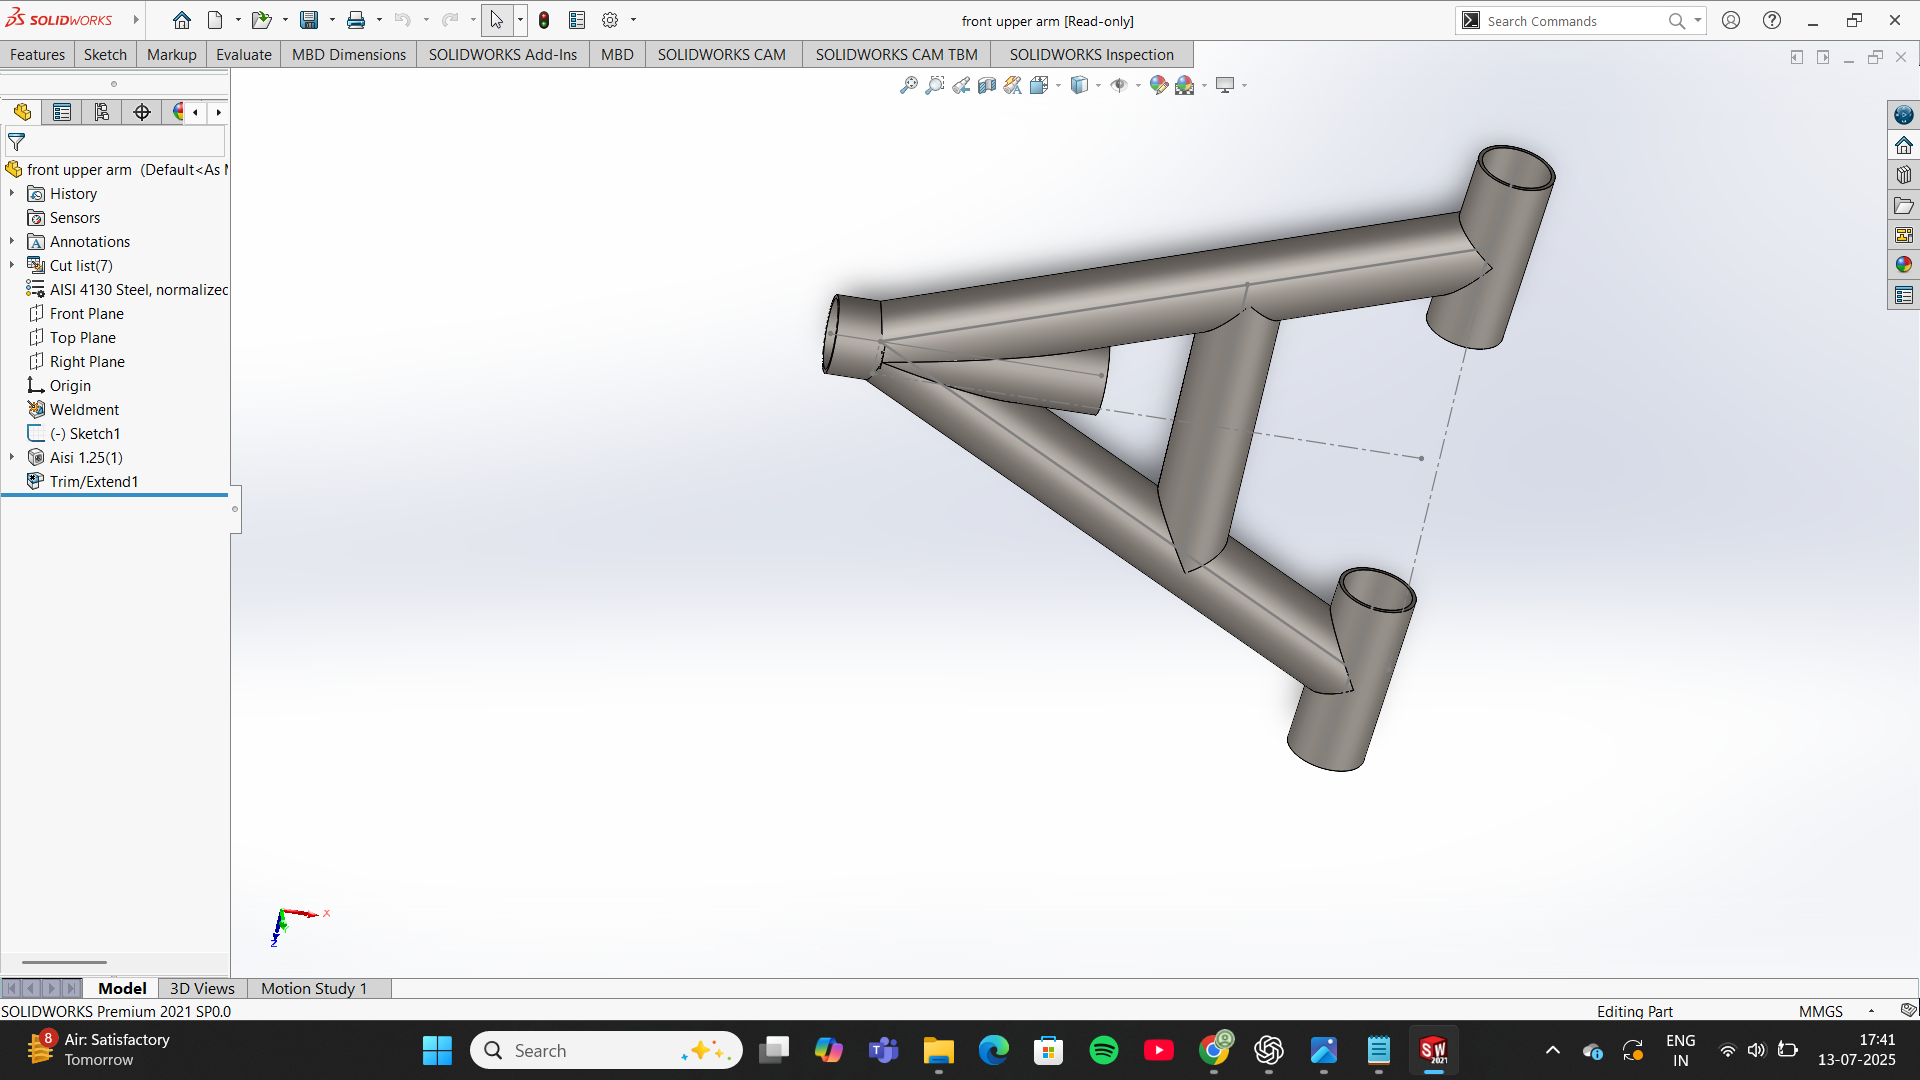 SOLIDWORKS
front upper arm [Read-only]
Search Commands
Features
Sketch
Markup
Evaluate
MBD Dimensions
SOLIDWORKS Add-Ins
MBD
SOLIDWORKS CAM
SOLIDWORKS CAM TBM
SOLIDWORKS Inspection
front upper arm (Default<As
History
Sensors
Annotations
Cut list(7)
AISI 4130 Steel, normalized
Front Plane
Top Plane
Right Plane
Origin
Weldment
(-) Sketch1
Aisi 1.25(1)
Trim/Extend1
X
Z
Model
3D Views
Motion Study 1
SOLIDWORKS Premium 2021 SP0.0
Editing Part
MMGS
8
Air: Satisfactory
Tomorrow
Search
SW
2021
ENG
IN
17:41
13-07-2025